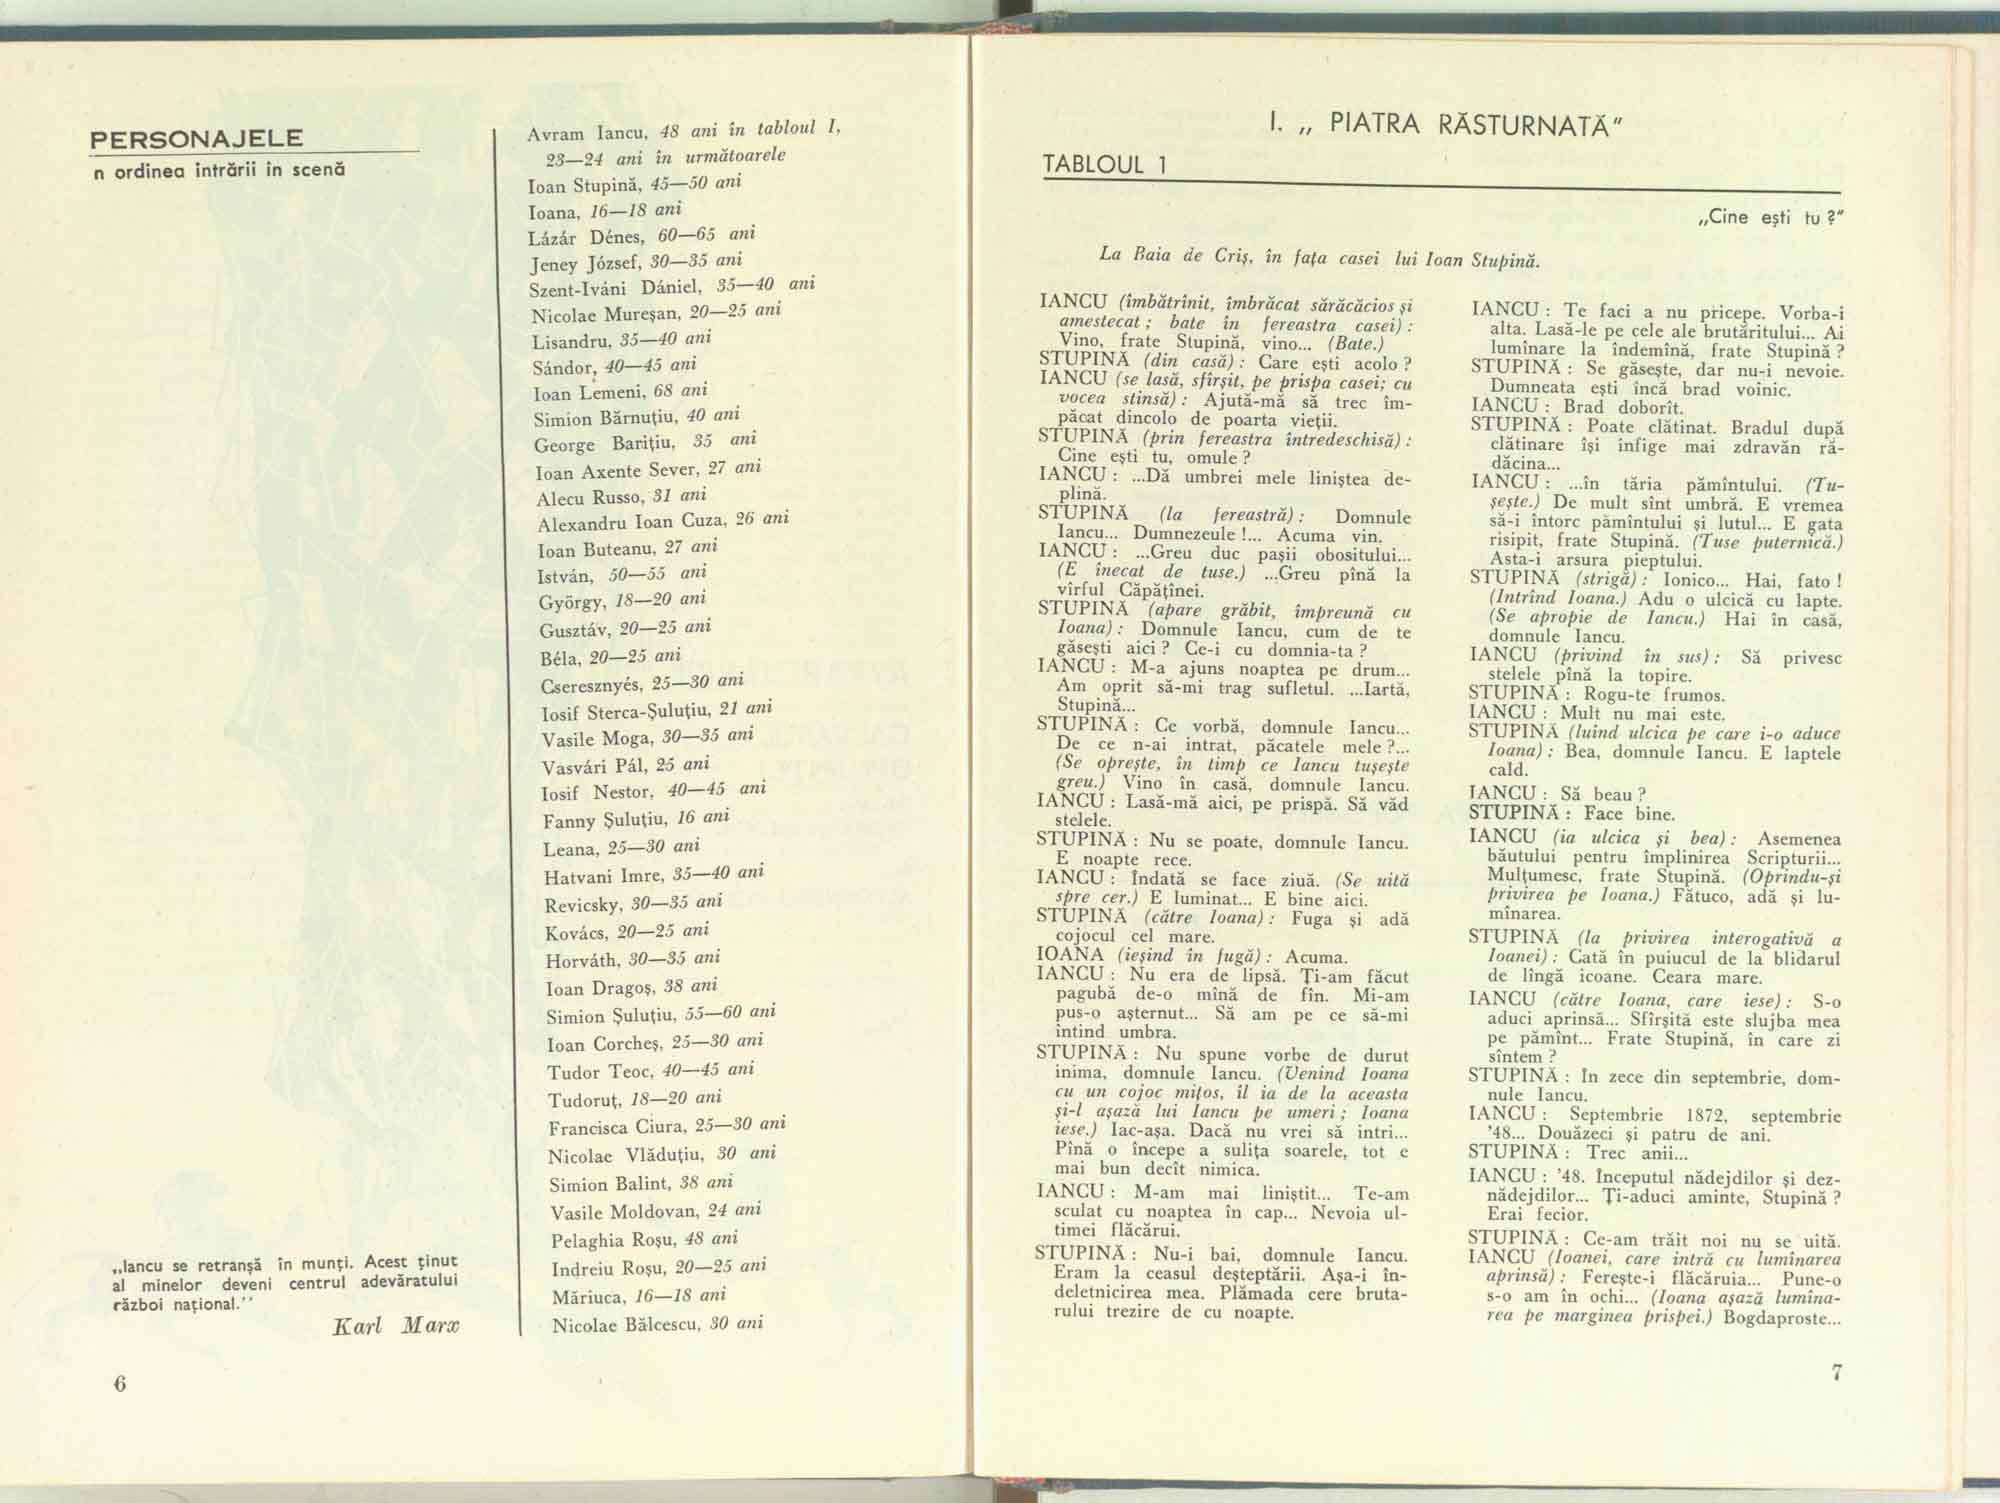 PERSONAJELE
n ordinea intrării în scenă
Avram Iancu, 48 ani în tabloul I,
23—24 ani în următoarele
Ioan Stupină, 45—50 ani
Ioana, 16—18 ani
Lázár Dénes, 60—65 ani
Jeney József, 30—35 ani
Szent-Iváni Dániel, 35—40 ani
Nicolae Mureşan, 20—25 ani
Lisandru, 35—40 ani
Sándor, 40—45 ani
Ioan Lemeni, 68 ani
Simion Bărnuţiu, 40 ani
George Bariţiu, 35 ani
Ioan Axente Sever, 27 ani
Alecu Russo, 31 ani
Alexandru Ioan Cuza, 26 ani
Ioan Buteanu, 27 ani
István, 50—55 ani
György, 18—20 ani
Gusztáv, 20—25 ani
Béla, 20—25 ani
Cseresznyés, 25—30 ani
Iosif Sterca-Şuluţiu, 21 ani
Vasile Moga, 30—35 ani
Vasvári Pál, 25 ani
Iosif Nestor, 40—45 ani
Fanny Şuluţiu, 16 ani
Leana, 25—30 ani
Hatvani Imre, 35—40 ani
Revicsky, 30—35 ani
Kovács, 20—25 ani
Horváth, 30—35 ani
Ioan Dragoş, 38 ani
Simion Şuluţiu, 55—60 ani
Ioan Corcheş, 25—30 ani
Tudor Teoc, 40—45 ani
Tudoruţ, 18—20 ani
Francisca Ciura, 25—30 ani
Nicolae Vlăduţiu, 30 ani
Simion Balint, 38 ani
Vasile Moldovan, 24 ani
Pelaghia Roşu, 48 ani
Indreiu Roşu, 20—25 ani
Măriuca, 16—18 ani
Nicolae Bălcescu, 30 ani
„Iancu se retranşă în munţi. Acest ţinut
al minelor deveni centrul adevăratului
război naţional."
Karl Marx
6
I. „ PIATRA RĂSTURNATĂ"
TABLOUL 1
„Cine eşti tu ?"
La Baia de Criş, în faţa casei lui Ioan Stupină.
IANCU (îmbătrînit, îmbrăcat sărăcăcios şi
amestecat ; bate în fereastra casei) :
Vino, frate Stupină, vino... (Bate.)
STUPINĂ (din casă) : Care eşti acolo ?
IANCU (se lasă, sfîrşit, pe prispa casei; cu
vocea stinsă) : Ajută-mă să trec îm-
păcat dincolo de poarta vieţii.
STUPINĂ (prin fereastra întredeschisă) :
Cine eşti tu, omule ?
IANCU : ...Dă umbrei mele liniştea de-
plină.
STUPINĂ (la fereastră) : Domnule
Iancu... Dumnezeule !... Acuma vin.
IANCU : ...Greu duc paşii obositului...
(E înecat de tuse.) ...Greu pînă la
vîrful Căpăţînei.
STUPINĂ (apare grăbit, împreună cu
Ioana) : Domnule Iancu, cum de te
găseşti aici ? Ce-i cu domnia-ta ?
IANCU : M-a ajuns noaptea pe drum...
Am oprit să-mi trag sufletul. ...Iartă,
Stupină...
STUPINĂ : Ce vorbă, domnule Iancu...
De ce n-ai intrat, păcatele mele ?...
(Se opreşte, în timp ce Iancu tuşeşte
greu.) Vino în casă, domnule Iancu.
IANCU : Lasă-mă aici, pe prispă. Să văd
stelele.
STUPINĂ : Nu se poate, domnule Iancu.
E noapte rece.
IANCU : Îndată se face ziuă. (Se uită
spre cer.) E luminat... E bine aici.
STUPINĂ (către Ioana) : Fuga şi adă
cojocul cel mare.
IOANA (ieşind în fugă) : Acuma.
IANCU : Nu era de lipsă. Ţi-am făcut
pagubă de-o mînă de fîn. Mi-am
pus-o aşternut... Să am pe ce să-mi
întind umbra.
STUPINĂ : Nu spune vorbe de durut
inima, domnule Iancu. (Venind Ioana
cu un cojoc miţos, îl ia de la aceasta
şi-l aşază lui Iancu pe umeri ; Ioana
iese.) Iac-aşa. Dacă nu vrei să intri...
Pînă o începe a suliţa soarele, tot e
mai bun decît nimica.
IANCU : M-am mai liniştit... Te-am
sculat cu noaptea în cap... Nevoia ul-
timei flăcărui.
STUPINĂ : Nu-i bai, domnule Iancu.
Eram la ceasul deşteptării. Aşa-i în-
deletnicirea mea. Plămada cere bruta-
rului trezire de cu noapte.
IANCU : Te faci a nu pricepe. Vorba-i
alta. Lasă-le pe cele ale brutăritului... Ai
luminare la îndemînă, frate Stupină ?
STUPINĂ : Se găseşte, dar nu-i nevoie.
Dumneata eşti încă brad voinic.
IANCU : Brad doborît.
STUPINĂ : Poate clătinat. Bradul după
clătinare îşi înfige mai zdravăn ră-
dăcina...
IANCU : ...în tăria pămîntului. (Tu-
şeşte.) De mult sînt umbră. E vremea
să-i întorc pămîntului şi lutul... E gata
risipit, frate Stupină. (Tuse puternică.)
Asta-i arsura pieptului.
STUPINĂ (strigă) : Ionico... Hai, fato !
(Intrînd Ioana.) Adu o ulcică cu lapte.
(Se apropie de Iancu.) Hai în casă,
domnule Iancu.
IANCU (privind în sus) : Să privesc
stelele pînă la topire.
STUPINĂ : Rogu-te frumos.
IANCU : Mult nu mai este.
STUPINĂ (luînd ulcica pe care i-o aduce
Ioana) : Bea, domnule Iancu. E laptele
cald.
IANCU : Să beau ?
STUPINĂ : Face bine.
IANCU (ia ulcica şi bea) : Asemenea
băutului pentru împlinirea Scripturii...
Mulţumesc, frate Stupină. (Oprindu-şi
privirea pe Ioana.) Fătuco, adă şi lu-
mînarea.
STUPINĂ (la privirea interogativă a
Ioanei) : Cată în puiucul de la blidarul
de lîngă icoane. Ceara mare.
IANCU (către Ioana, care iese) : S-o
aduci aprinsă... Sfîrşită este slujba mea
pe pămînt... Frate Stupină, în care zi
sîntem ?
STUPINĂ : În zece din septembrie, dom-
nule Iancu.
IANCU : Septembrie 1872, septembrie
'48... Douăzeci şi patru de ani.
STUPINĂ : Trec anii...
IANCU : '48. Începutul nădejdilor şi dez-
nădejdilor... Ţi-aduci aminte, Stupină ?
Erai fecior.
STUPINĂ : Ce-am trăit noi nu se uită.
IANCU (Ioanei, care intră cu lumînarea
aprinsă) : Fereşte-i flăcăruia... Pune-o
s-o am în ochi... (Ioana aşază lumîna-
rea pe marginea prispei.) Bogdaproste...
7